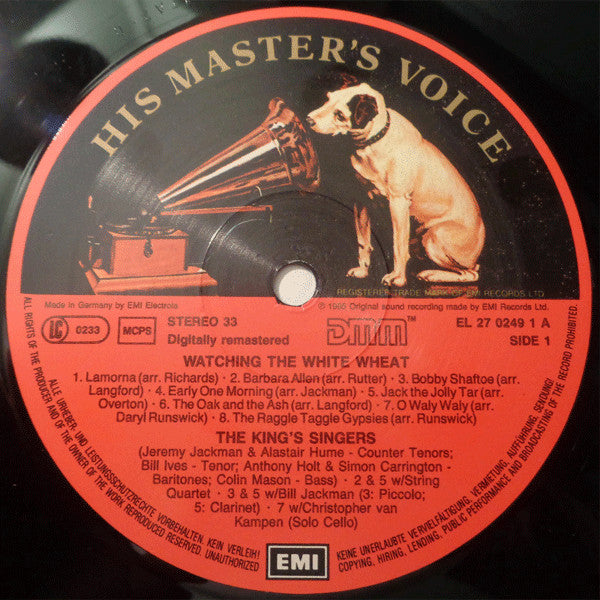 HIS MASTER'S VOICE
REGISTERED TRADE MARK OF EMI RECORDS LTD
Made in Germany by EMI Electrola
℗ 1985 Original sound recording made by EMI Records Ltd.
LC 0233
MCPS
STEREO 33
Digitally remastered
DMM™
EL 27 0249 1 A
SIDE 1
WATCHING THE WHITE WHEAT
1. Lamorna (arr. Richards) · 2. Barbara Allen (arr. Rutter) · 3. Bobby Shaftoe (arr.
Langford) · 4. Early One Morning (arr. Jackman) · 5. Jack the Jolly Tar (arr.
Overton) · 6. The Oak and the Ash (arr. Langford) · 7. O Waly Waly (arr.
Daryl Runswick) · 8. The Raggle Taggle Gypsies (arr. Runswick)
THE KING'S SINGERS
(Jeremy Jackman & Alastair Hume - Counter Tenors;
Bill Ives - Tenor; Anthony Holt & Simon Carrington -
Baritones; Colin Mason - Bass) · 2 & 5 w/String
Quartet · 3 & 5 w/Bill Jackman (3: Piccolo;
5: Clarinet) · 7 w/Christopher van
Kampen (Solo Cello)
EMI
ALL RIGHTS OF THE PRODUCER AND OF THE OWNER OF THE WORK REPRODUCED RESERVED. UNAUTHORIZED
ALLE URHEBER- UND LEISTUNGSSCHUTZRECHTE VORBEHALTEN. KEIN VERLEIH!
KEINE UNERLAUBTE VERVIELFÄLTIGUNG, VERMIETUNG, AUFFÜHRUNG, SENDUNG!
COPYING, HIRING, LENDING, PUBLIC PERFORMANCE AND BROADCASTING OF THE RECORD PROHIBITED.